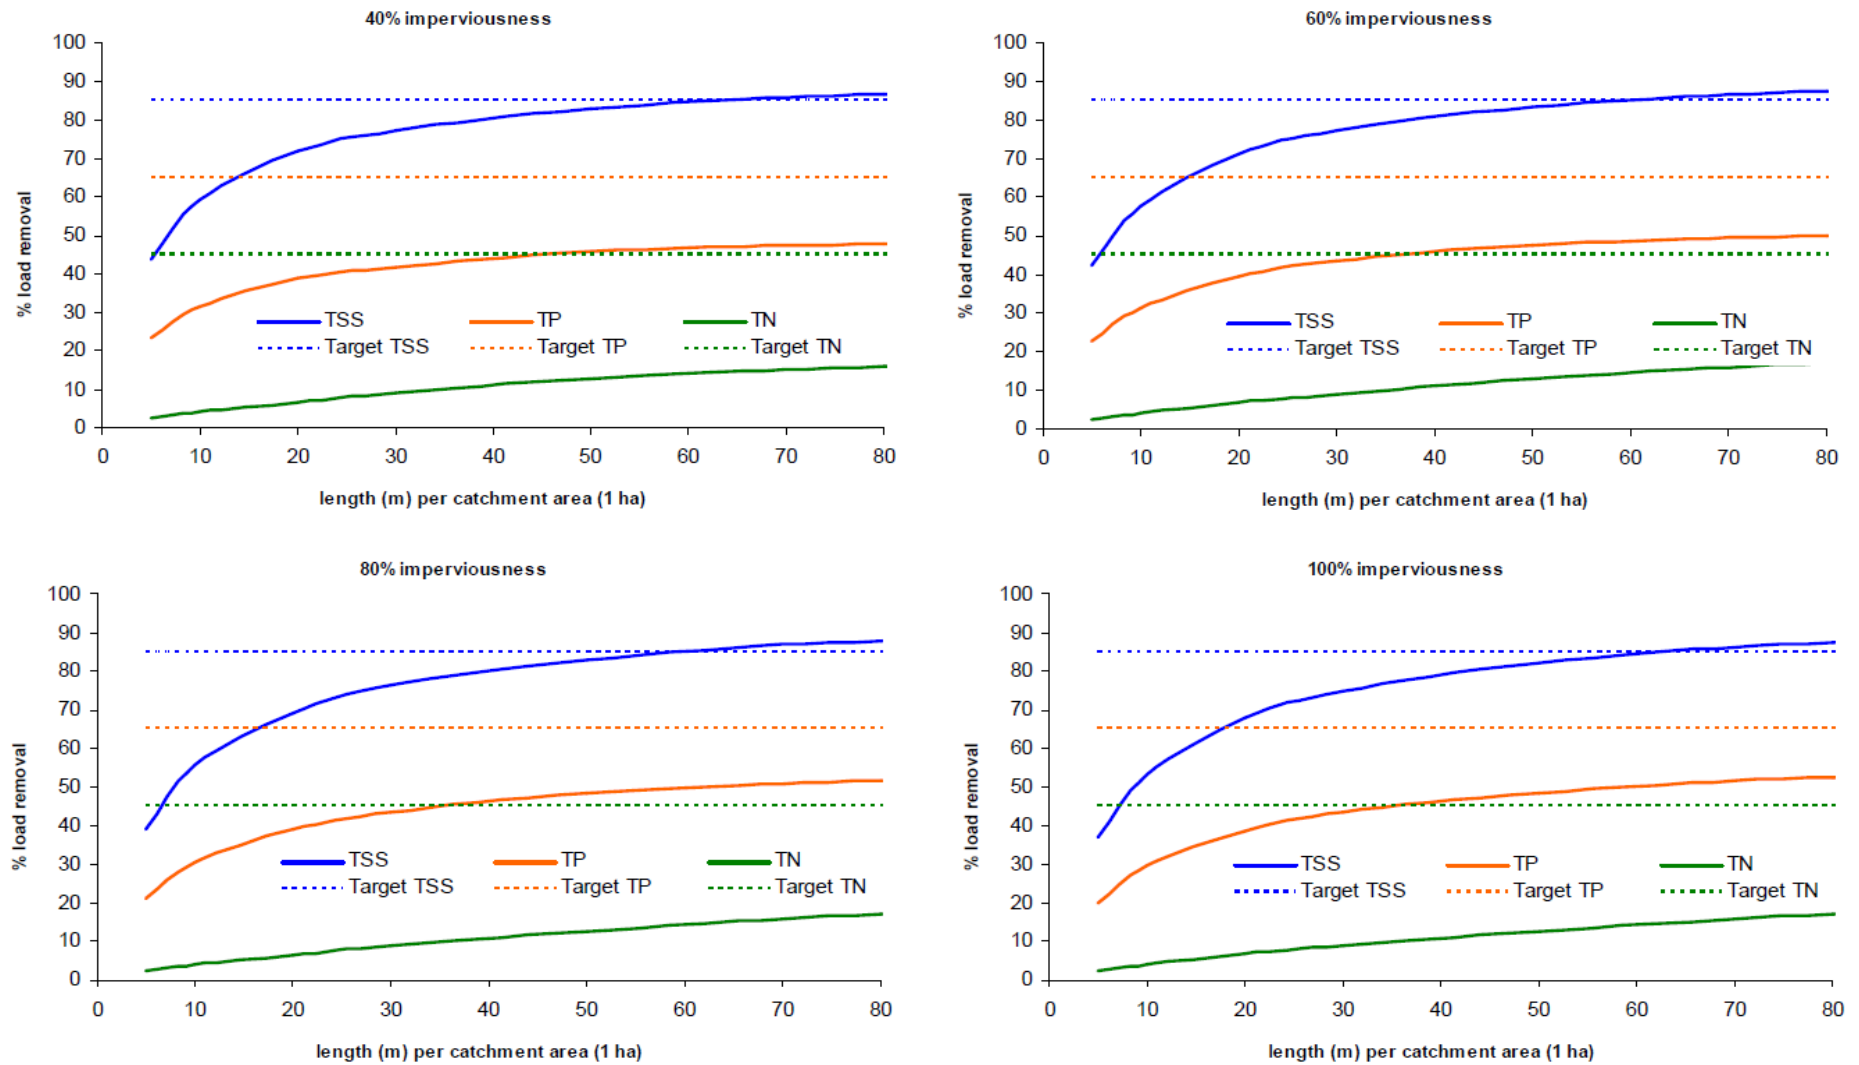 40% imperviousness
100
90
80
70
60
50
40
30
20
10
0
% load removal
TSS TP TN
Target TSS Target TP Target TN
0 10 20 30 40 50 60 70 80
length (m) per catchment area (1 ha)
60% imperviousness
100
90
80
70
60
50
40
30
20
10
0
% load removal
TSS TP TN
Target TSS Target TP Target TN
0 10 20 30 40 50 60 70 80
length (m) per catchment area (1 ha)
80% imperviousness
100
90
80
70
60
50
40
30
20
10
0
% load removal
TSS TP TN
Target TSS Target TP Target TN
0 10 20 30 40 50 60 70 80
length (m) per catchment area (1 ha)
100% imperviousness
100
90
80
70
60
50
40
30
20
10
0
% load removal
TSS TP TN
Target TSS Target TP Target TN
0 10 20 30 40 50 60 70 80
length (m) per catchment area (1 ha)